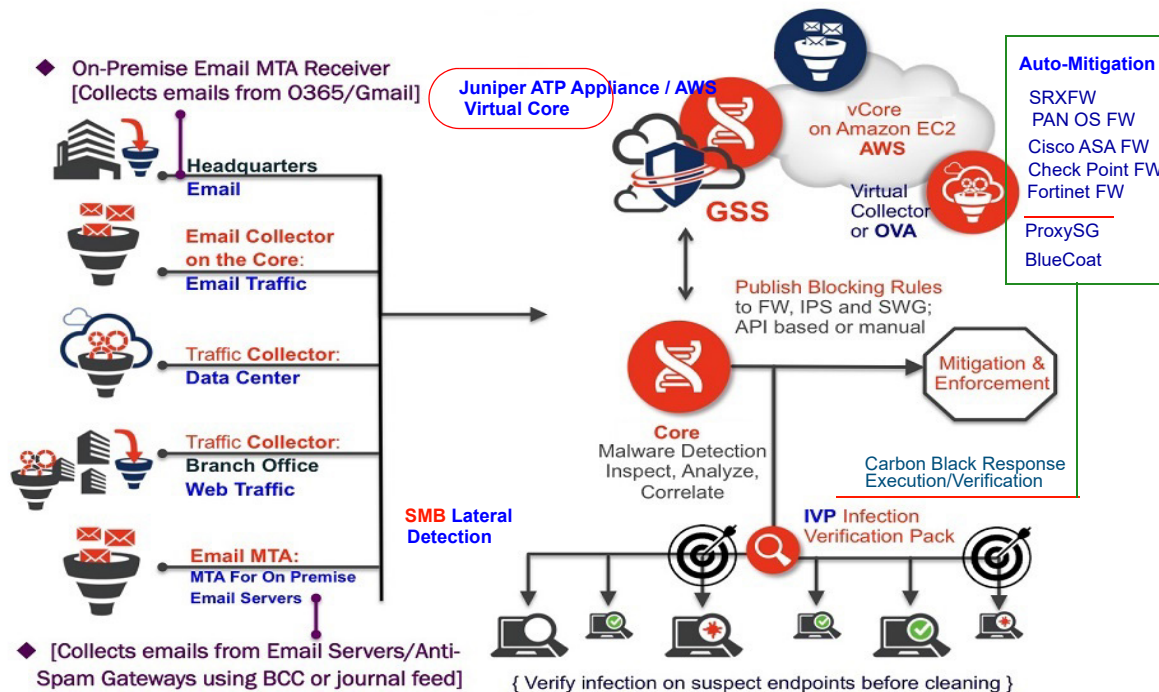 ◆ On-Premise Email MTA Receiver
[Collects emails from O365/Gmail]
Headquarters
Email
Email Collector
on the Core:
Email Traffic
Traffic Collector:
Data Center
Traffic Collector:
Branch Office
Web Traffic
Email MTA:
MTA For On Premise
Email Servers
◆ [Collects emails from Email Servers/Anti-
Spam Gateways using BCC or journal feed]
Juniper ATP Appliance / AWS
Virtual Core
SMB Lateral
Detection
vCore
on Amazon EC2
AWS
GSS
Virtual
Collector
or OVA
Publish Blocking Rules
to FW, IPS and SWG;
API based or manual
Core
Malware Detection
Inspect, Analyze,
Correlate
Mitigation &
Enforcement
Auto-Mitigation
SRXFW
PAN OS FW
Cisco ASA FW
Check Point FW
Fortinet FW
ProxySG
BlueCoat
Carbon Black Response
Execution/Verification
IVP Infection
Verification Pack
{ Verify infection on suspect endpoints before cleaning }